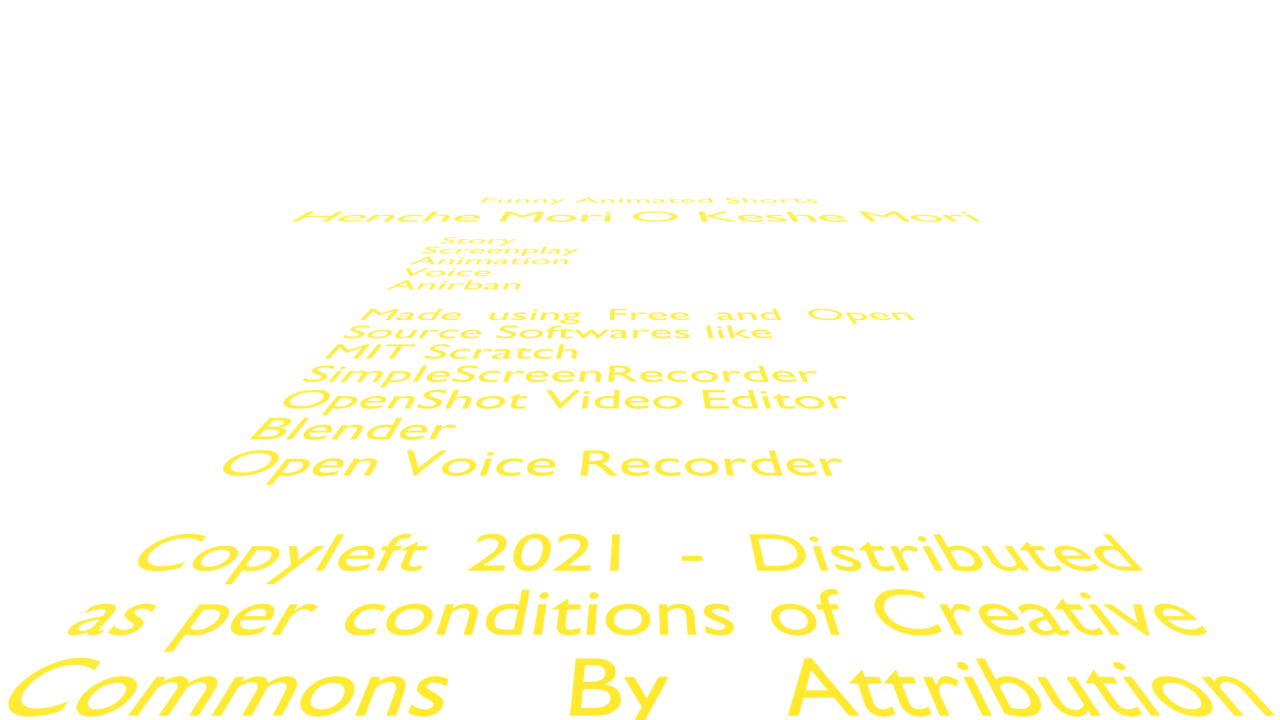 Funny Animated Shorts
Henche Mori O Keshe Mori
Story
Screenplay
Animation
Voice
Anirban
Made using Free and Open
Source Softwares like
MIT Scratch
SimpleScreenRecorder
OpenShot Video Editor
Blender
Open Voice Recorder
Copyleft 2021 - Distributed
as per conditions of Creative
Commons By Attribution